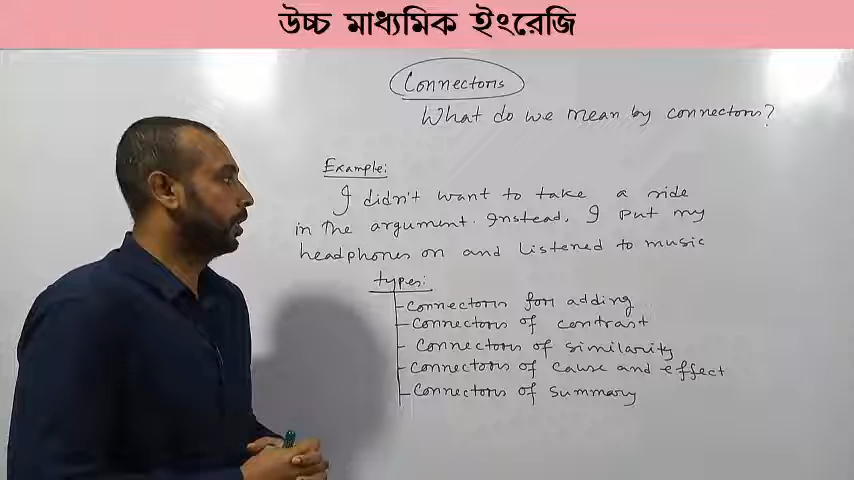 উচ্চ মাধ্যমিক ইংরেজি
Connectors
What do we mean by connectors?
Example:
I didn't want to take a ride
in the argument. Instead, I put my
headphones on and listened to music
types:
connectors for adding
connectors of contrast
connectors of similarity
connectors of cause and effect
connectors of summary